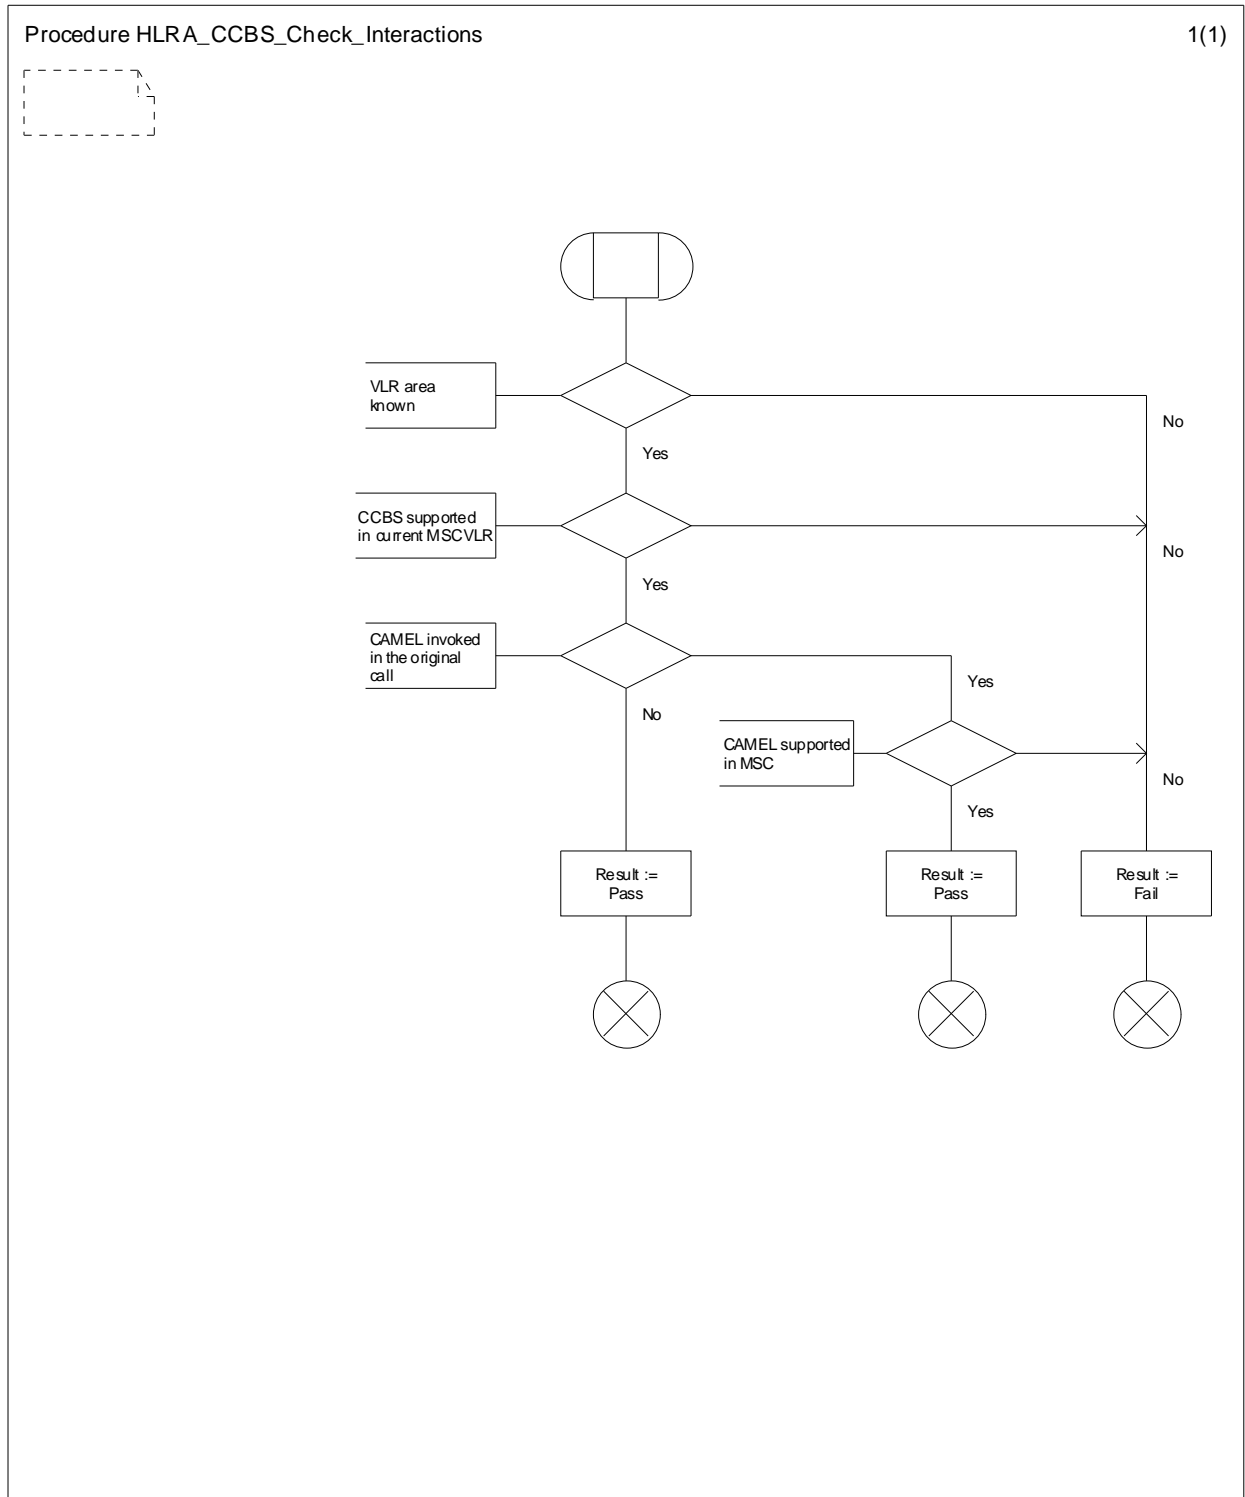 Procedure HLRA_CCBS_Check_Interactions
1(1)
VLR area
known
No
Yes
CCBS supported
in current MSCVLR
No
Yes
CAMEL invoked
in the original
call
Yes
No
CAMEL supported
in MSC
No
Yes
Result :=
Pass
Result :=
Pass
Result :=
Fail